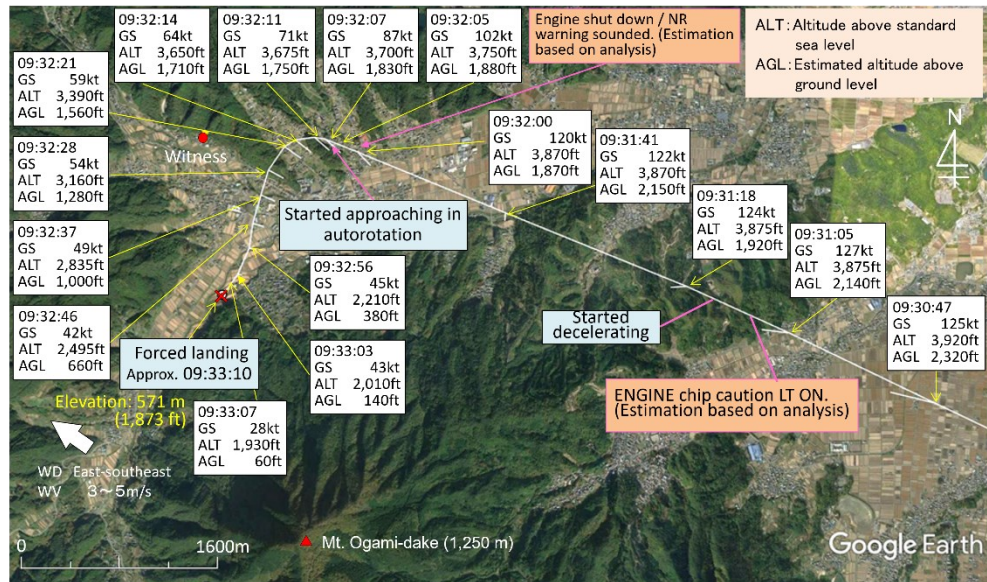 09:32:14
GS 64kt
ALT 3,650ft
AGL 1,710ft
09:32:11
GS 71kt
ALT 3,675ft
AGL 1,750ft
09:32:07
GS 87kt
ALT 3,700ft
AGL 1,830ft
09:32:05
GS 102kt
ALT 3,750ft
AGL 1,880ft
Engine shut down / NR
warning sounded. (Estimation
based on analysis)
ALT: Altitude above standard
sea level
AGL: Estimated altitude above
ground level
09:32:21
GS 59kt
ALT 3,390ft
AGL 1,560ft
Witness
09:32:00
GS 120kt
ALT 3,870ft
AGL 1,870ft
09:31:41
GS 122kt
ALT 3,870ft
AGL 2,150ft
N
09:32:28
GS 54kt
ALT 3,160ft
AGL 1,280ft
Started approaching in
autorotation
09:31:18
GS 124kt
ALT 3,875ft
AGL 1,920ft
09:31:05
GS 127kt
ALT 3,875ft
AGL 2,140ft
09:32:37
GS 49kt
ALT 2,835ft
AGL 1,000ft
09:32:56
GS 45kt
ALT 2,210ft
AGL 380ft
09:30:47
GS 125kt
ALT 3,920ft
AGL 2,320ft
09:32:46
GS 42kt
ALT 2,495ft
AGL 660ft
Started
decelerating
Forced landing
Approx. 09:33:10
Elevation: 571 m
(1,873 ft)
09:33:03
GS 43kt
ALT 2,010ft
AGL 140ft
ENGINE chip caution LT ON.
(Estimation based on analysis)
09:33:07
GS 28kt
ALT 1,930ft
AGL 60ft
WD East-southeast
WV 3～5m/s
0 1600m
Mt. Ogami-dake (1,250 m)
Google Earth